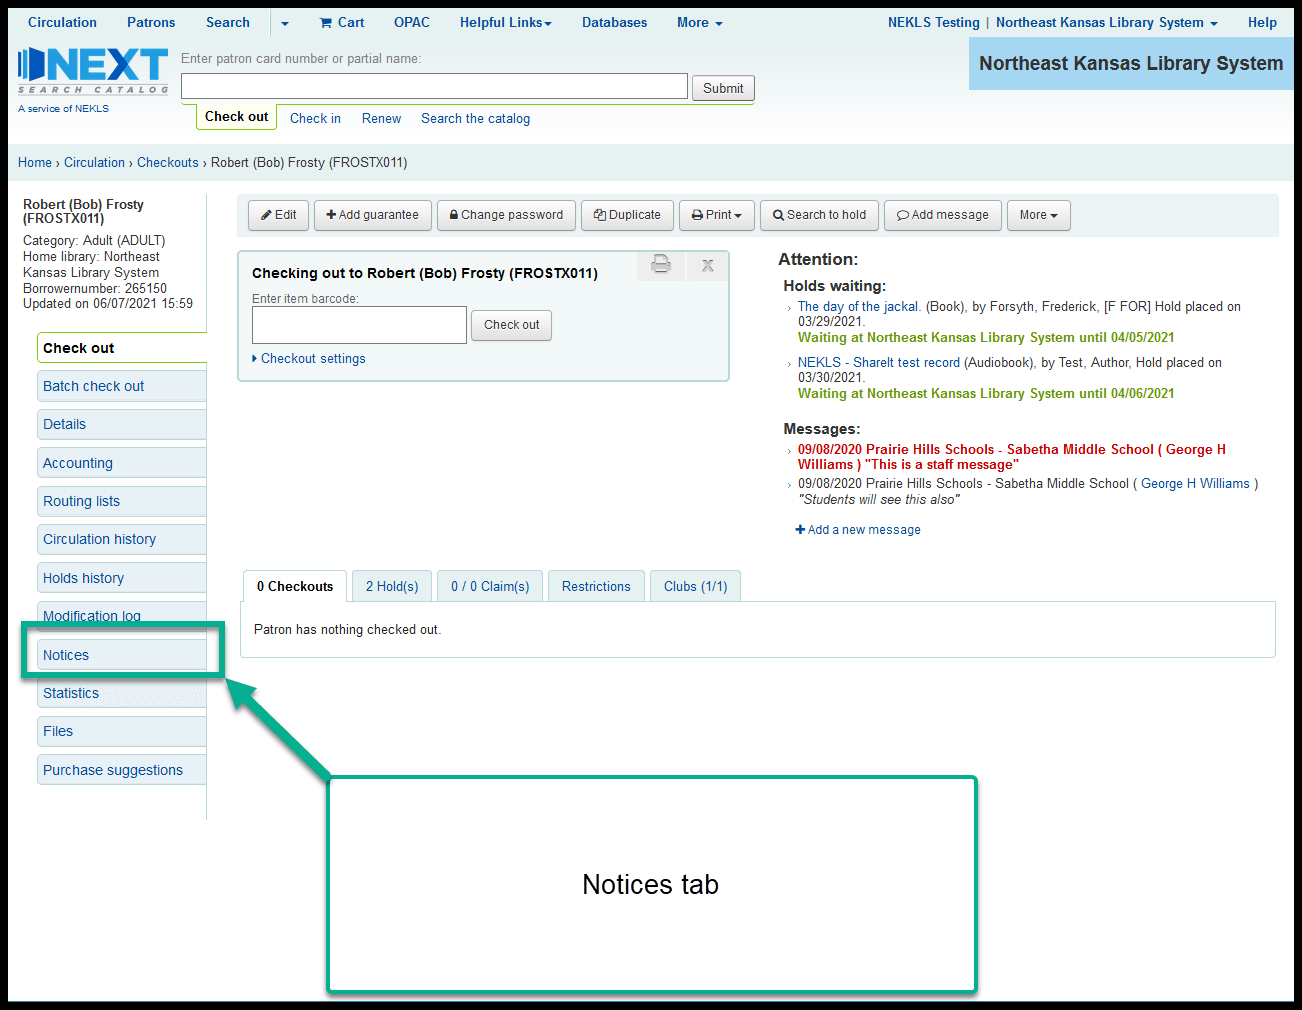 Circulation Patrons Search Cart OPAC Helpful Links Databases More NEKLS Testing | Northeast Kansas Library System Help
NEXT
SEARCH CATALOG
A service of NEKLS
Enter patron card number or partial name:
Submit
Northeast Kansas Library System
Check out Check in Renew Search the catalog
Home › Circulation › Checkouts › Robert (Bob) Frosty (FROSTX011)
Robert (Bob) Frosty
(FROSTX011)
Category: Adult (ADULT)
Home library: Northeast
Kansas Library System
Borrowernumber: 265150
Updated on 06/07/2021 15:59
Check out
Batch check out
Details
Accounting
Routing lists
Circulation history
Holds history
Modification log
Notices
Statistics
Files
Purchase suggestions
Edit Add guarantee Change password Duplicate Print Search to hold Add message More
Checking out to Robert (Bob) Frosty (FROSTX011)
X
Enter item barcode:
Check out
Checkout settings
Attention:
Holds waiting:
› The day of the jackal. (Book), by Forsyth, Frederick, [F FOR] Hold placed on
03/29/2021.
Waiting at Northeast Kansas Library System until 04/05/2021
› NEKLS - ShareIt test record (Audiobook), by Test, Author, Hold placed on
03/30/2021.
Waiting at Northeast Kansas Library System until 04/06/2021
Messages:
› 09/08/2020 Prairie Hills Schools - Sabetha Middle School ( George H
Williams ) "This is a staff message"
› 09/08/2020 Prairie Hills Schools - Sabetha Middle School ( George H Williams )
"Students will see this also"
Add a new message
0 Checkouts 2 Hold(s) 0 / 0 Claim(s) Restrictions Clubs (1/1)
Patron has nothing checked out.
Notices tab